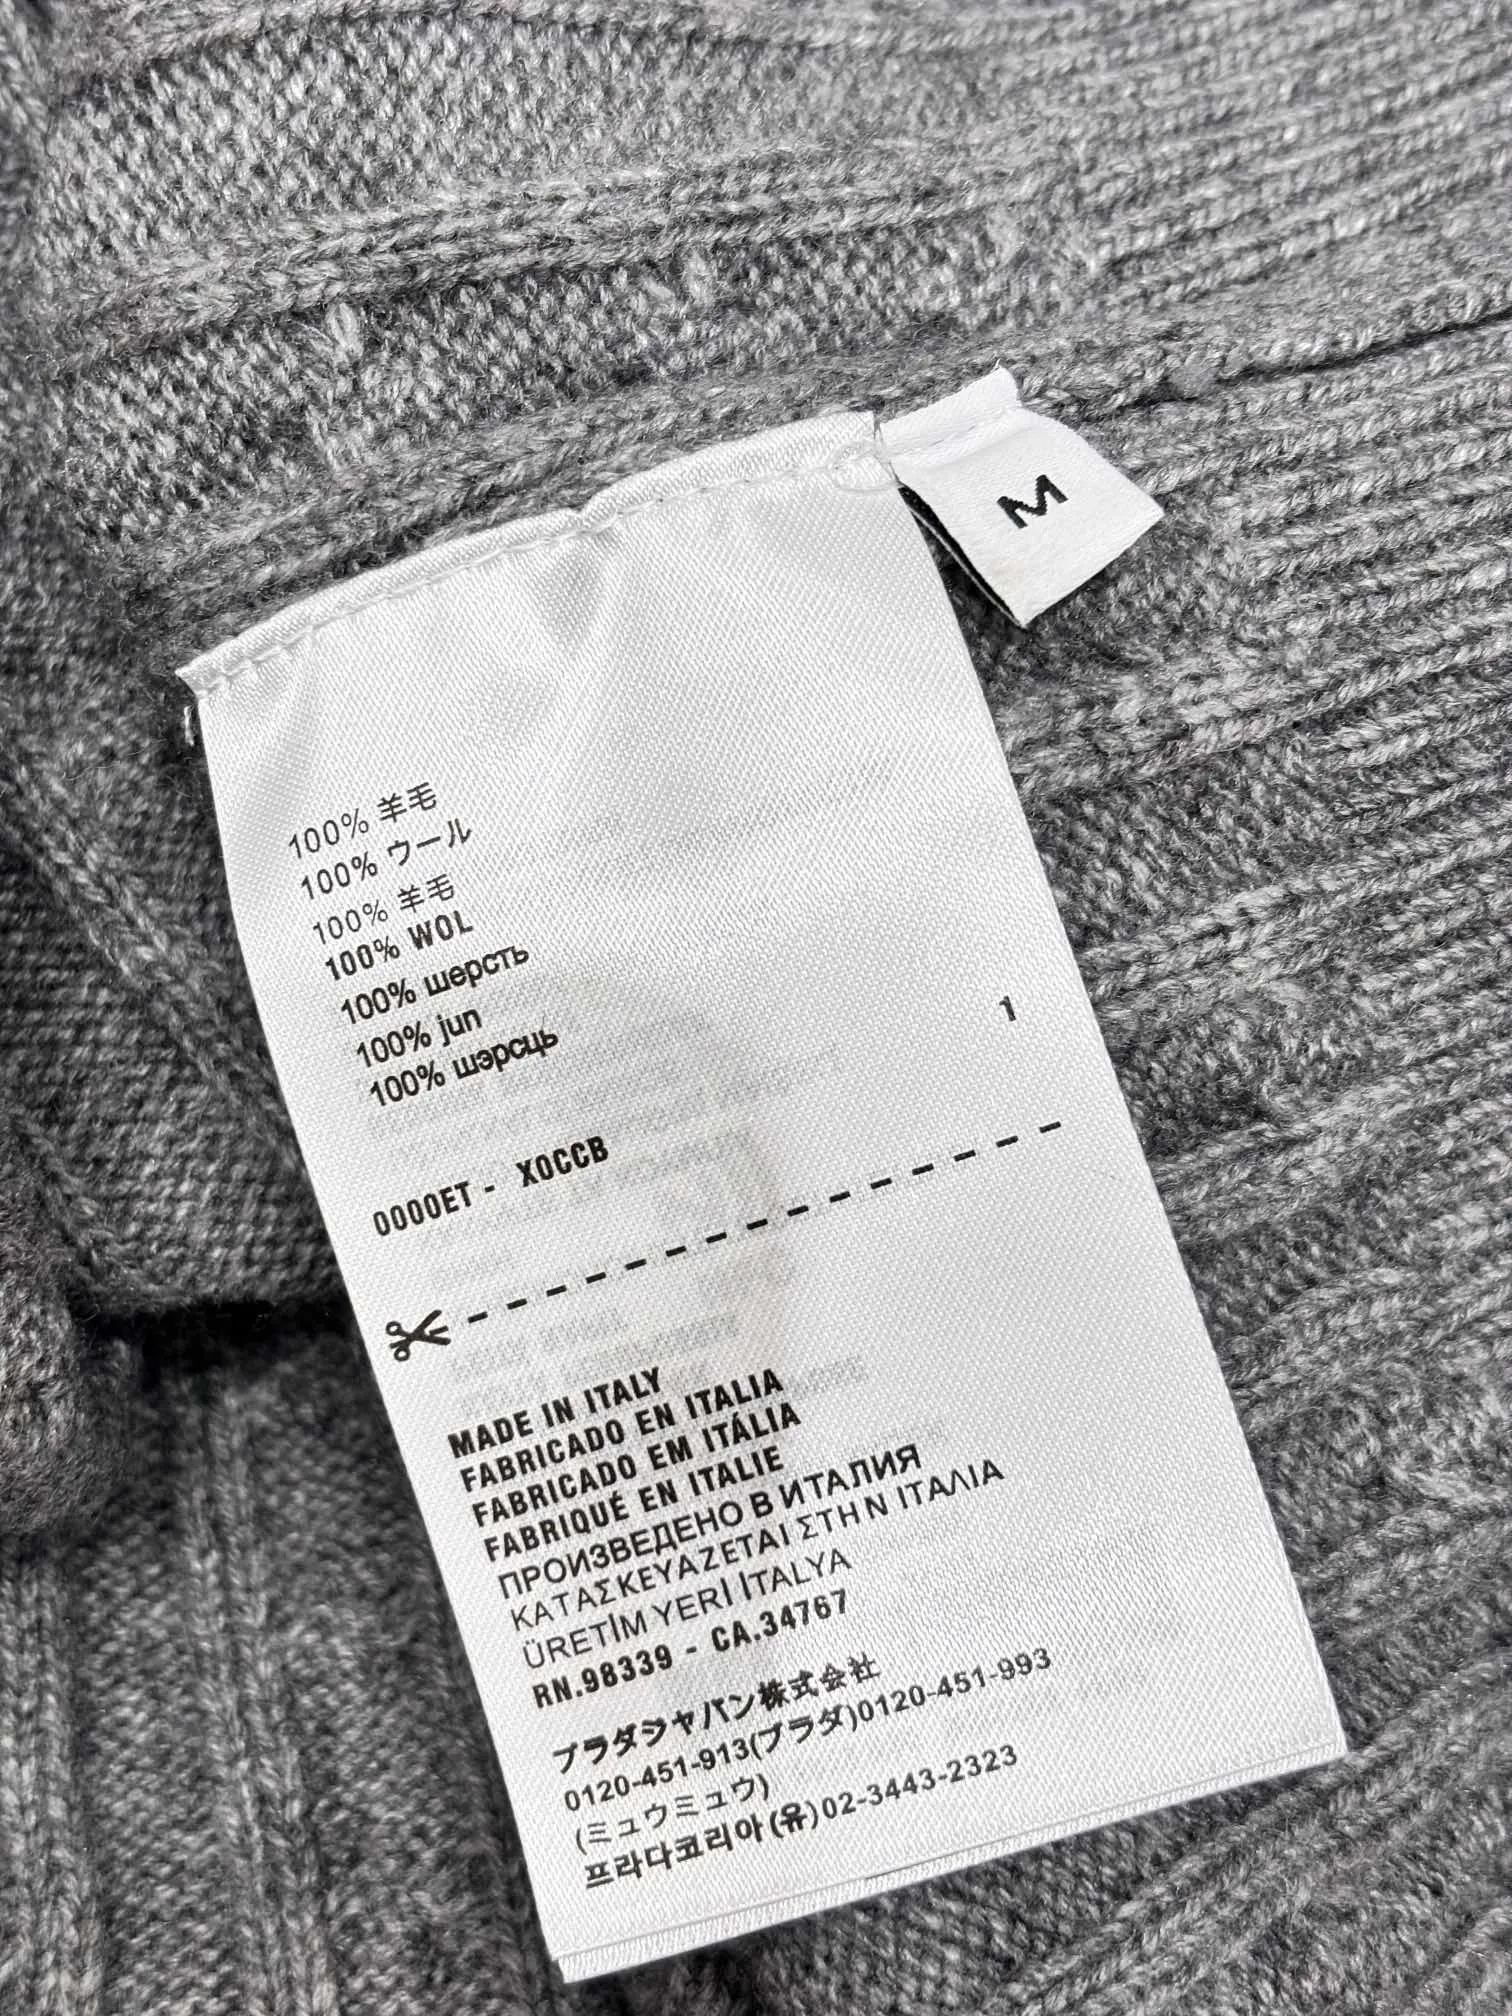 M
100% 羊毛
100% ウール
100% 羊毛
100% WOL
100% шерсть
100% jun
100% шэрсць
1
0000ET - X0CCB
MADE IN ITALY
FABRICADO EN ITALIA
FABRICADO EM ITÁLIA
FABRIQUÉ EN ITALIE
ПРОИЗВЕДЕНО В ИТАЛИЯ
ΚΑΤΑΣΚΕΥΑΖΕΤΑΙ ΣΤΗ Ν ΙΤΑΛΙΑ
ÜRETİM YERİ İTALYA
RN.98339 - CA.34767
プラダジャパン株式会社
0120-451-913(プラダ)0120-451-993
(ミュウミュウ)
프라다코리아(유)02-3443-2323